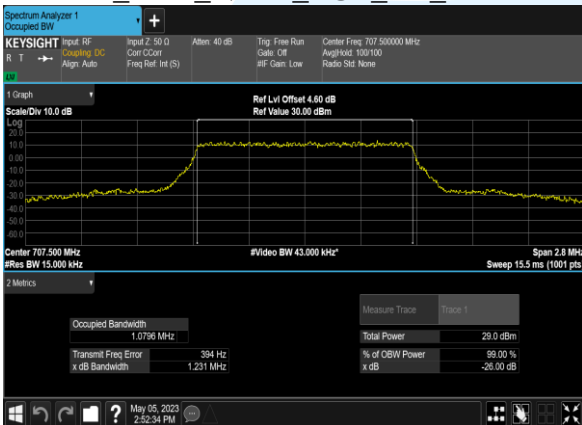 Spectrum Analyzer 1
Occupied BW
+
KEYSIGHT Input: RF Input Z: 50 Ω Atten: 40 dB Trig: Free Run Center Freq: 707.500000 MHz
R T Coupling: DC Corr CCorr Gate: Off Avg|Hold: 100/100
Align: Auto Freq Ref: Int (S) #IF Gain: Low Radio Std: None
LXI
1 Graph
Scale/Div 10.0 dB
Ref Lvl Offset 4.60 dB
Ref Value 30.00 dBm
Log
20.0
10.0
0.00
-10.0
-20.0
-30.0
-40.0
-50.0
-60.0
Center 707.500 MHz #Video BW 43.000 kHz* Span 2.8 MHz
#Res BW 15.000 kHz Sweep 15.5 ms (1001 pts
2 Metrics
Measure Trace Trace 1
Occupied Bandwidth
1.0796 MHz
Total Power 29.0 dBm
Transmit Freq Error 394 Hz % of OBW Power 99.00 %
x dB Bandwidth 1.231 MHz x dB -26.00 dB
?
May 05, 2023
2:52:34 PM